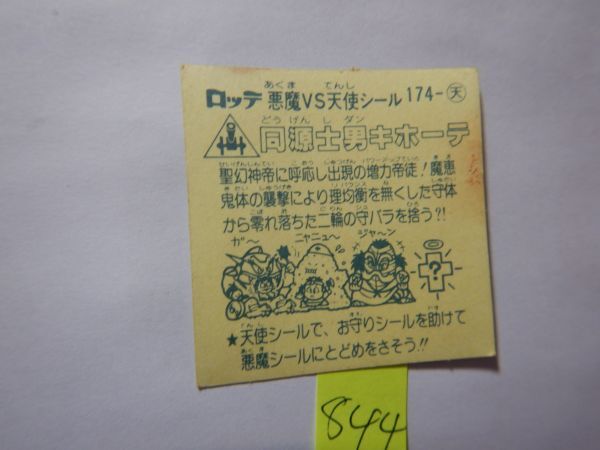 ロッテ 悪魔VS天使シール 174-天
同源士男キホーテ
聖幻神帝に呼応し出現の増力帝徒!魔恵
鬼体の襲撃により理均衡を無くした守体
から零れ落ちた二輪の守バラを捨う?!
ガ〜 ニャニュ〜 ジャ〜ン
?
★天使シールで、お守りシールを助けて
悪魔シールにとどめをさそう!!
844